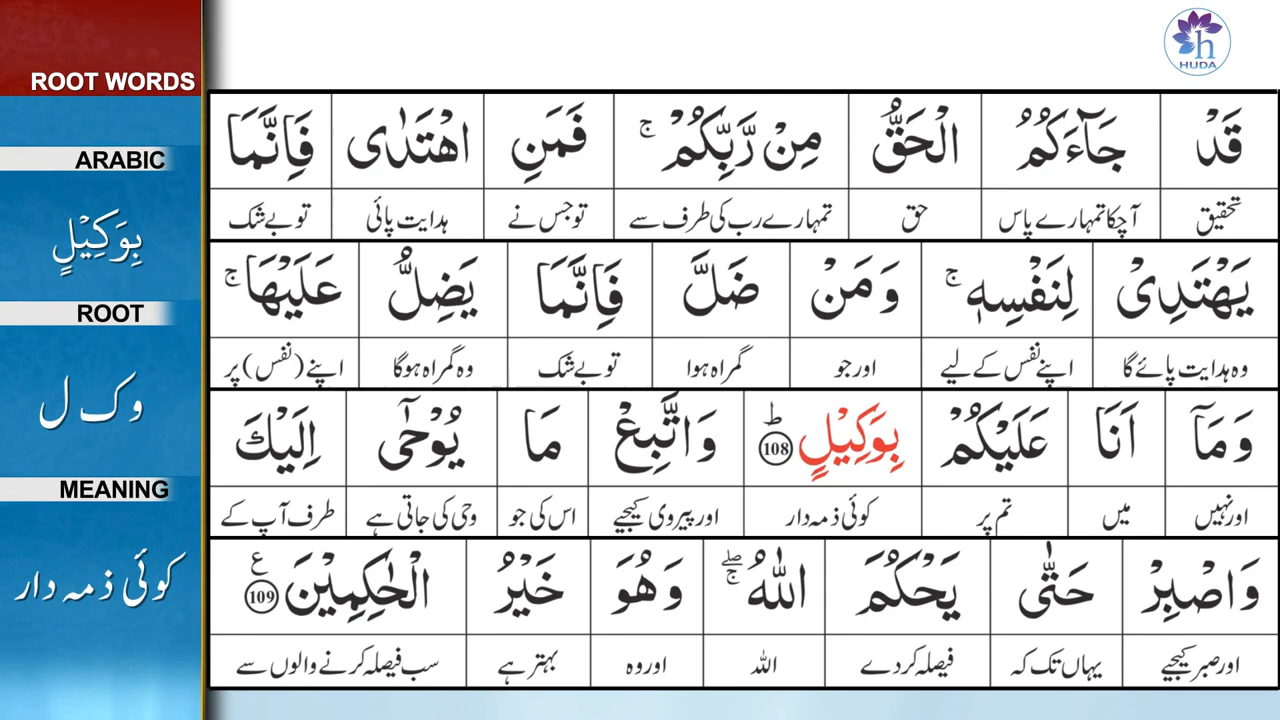 HUDA
ROOT WORDS
ARABIC
بِوَكِيْلٍ
ROOT
و ک ل
MEANING
کوئی ذمہ دار
قَدْ جَآءَكُمُ الْحَقُّ مِنْ رَّبِّكُمْ ۚ فَمَنِ اهْتَدٰى فَاِنَّمَا
تحقیق آچکا تمہارے پاس حق تمہارے رب کی طرف سے تو جس نے ہدایت پائی تو بے شک
يَهْتَدِىْ لِنَفْسِهٖ ۚ وَمَنْ ضَلَّ فَاِنَّمَا يَضِلُّ عَلَيْهَا ۚ
وہ ہدایت پائے گا اپنے نفس کے لیے اور جو گمراہ ہوا تو بے شک وہ گمراہ ہوگا اپنے (نفس) پر
وَمَآ اَنَا عَلَيْكُمْ بِوَكِيْلٍ ؕ 108 وَاتَّبِعْ مَا يُوْحٰٓى اِلَيْكَ
اور نہیں میں تم پر کوئی ذمہ دار اور پیروی کیجیے اس کی جو وحی کی جاتی ہے طرف آپ کے
وَاصْبِرْ حَتّٰى يَحْكُمَ اللّٰهُ ۖۚ وَهُوَ خَيْرُ الْحٰكِمِيْنَ 109 ع
اور صبر کیجیے یہاں تک کہ فیصلہ کر دے اللہ اور وہ بہتر ہے سب فیصلہ کرنے والوں سے